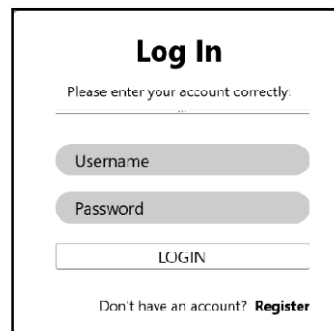 Log In
Please enter your account correctly!
...
Username
Password
LOGIN
Don't have an account? Register